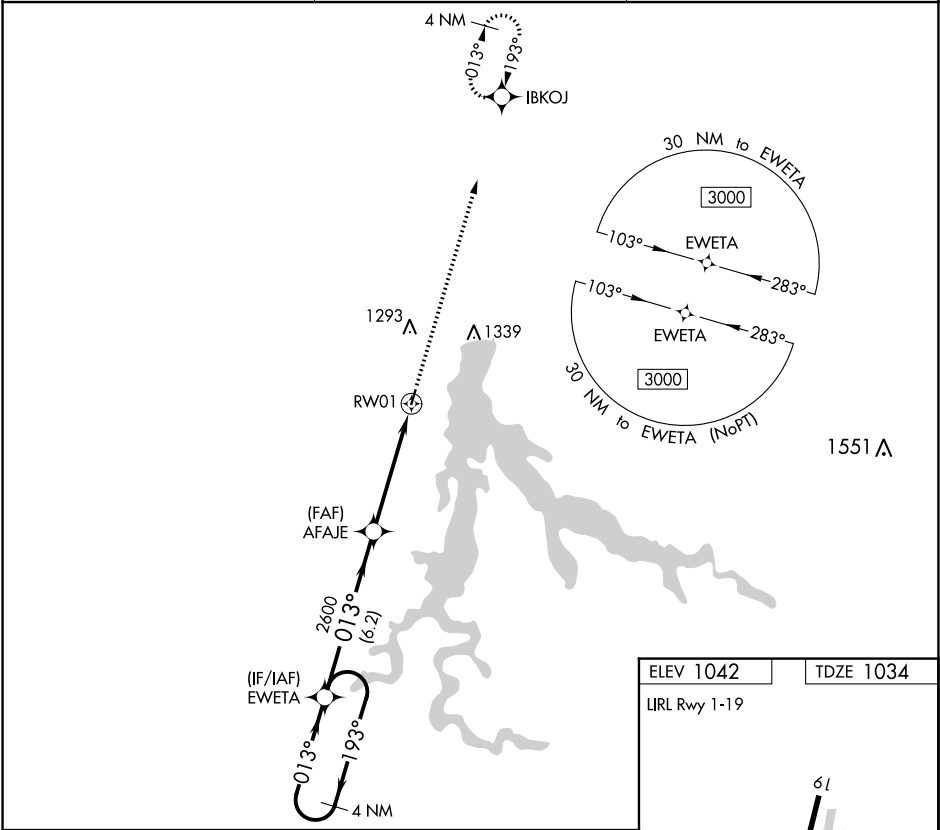 4 NM
013°
193°
IBKOJ
30 NM to EWETA
3000
103°
EWETA
283°
103°
EWETA
283°
3000
30 NM to EWETA (NoPT)
1293
1339
RW01
1551
(FAF)
AFAJE
2600
013°
(6.2)
(IF/IAF)
EWETA
013°
193°
4 NM
ELEV 1042
TDZE 1034
LIRL Rwy 1-19
19